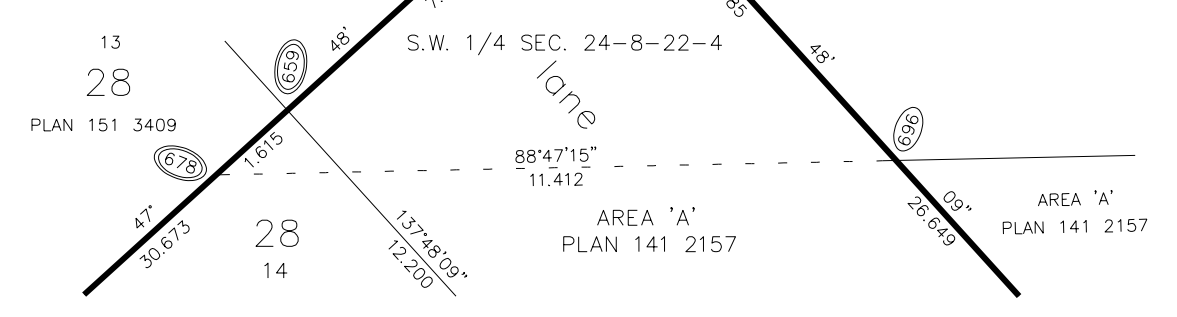 85
S.W. 1/4 SEC. 24-8-22-4
13
28
PLAN 151 3409
659
48'
48'
lane
696
678
1.615
88°47'15"
11.412
47°
30.673
28
14
137°48'09"
12.200
AREA 'A'
PLAN 141 2157
09"
26.649
AREA 'A'
PLAN 141 2157